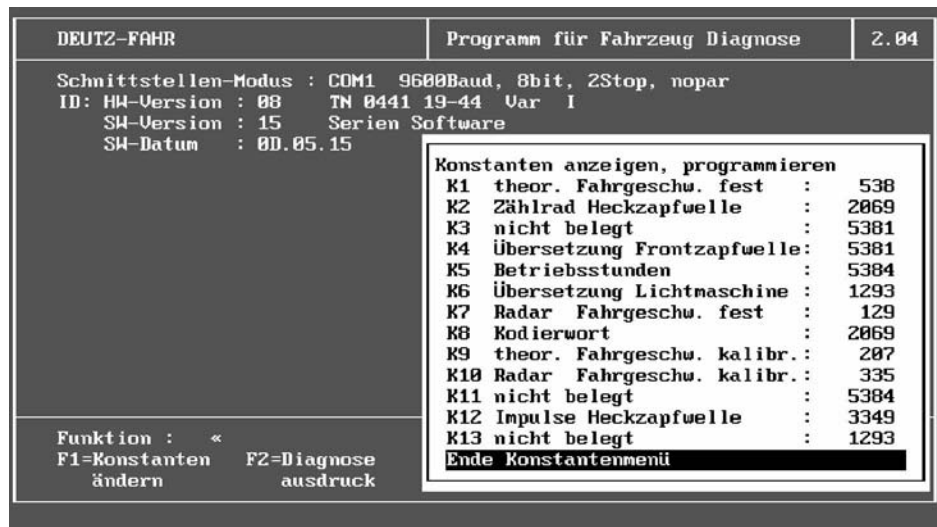 DEUTZ-FAHR
Programm für Fahrzeug Diagnose
2.04
Schnittstellen-Modus : COM1 9600Baud, 8bit, 2Stop, nopar
ID: HW-Version : 08 TN 0441 19-44 Var I
SW-Version : 15 Serien Software
SW-Datum : 0D.05.15
Konstanten anzeigen, programmieren
K1 theor. Fahrgeschw. fest : 538
K2 Zählrad Heckzapfwelle : 2069
K3 nicht belegt : 5381
K4 Übersetzung Frontzapfwelle: 5381
K5 Betriebsstunden : 5384
K6 Übersetzung Lichtmaschine : 1293
K7 Radar Fahrgeschw. fest : 129
K8 Kodierwort : 2069
K9 theor. Fahrgeschw. kalibr.: 207
K10 Radar Fahrgeschw. kalibr.: 335
K11 nicht belegt : 5384
K12 Impulse Heckzapfwelle : 3349
K13 nicht belegt : 1293
Ende Konstantenmenü
Funktion : «
F1=Konstanten F2=Diagnose
ändern ausdruck